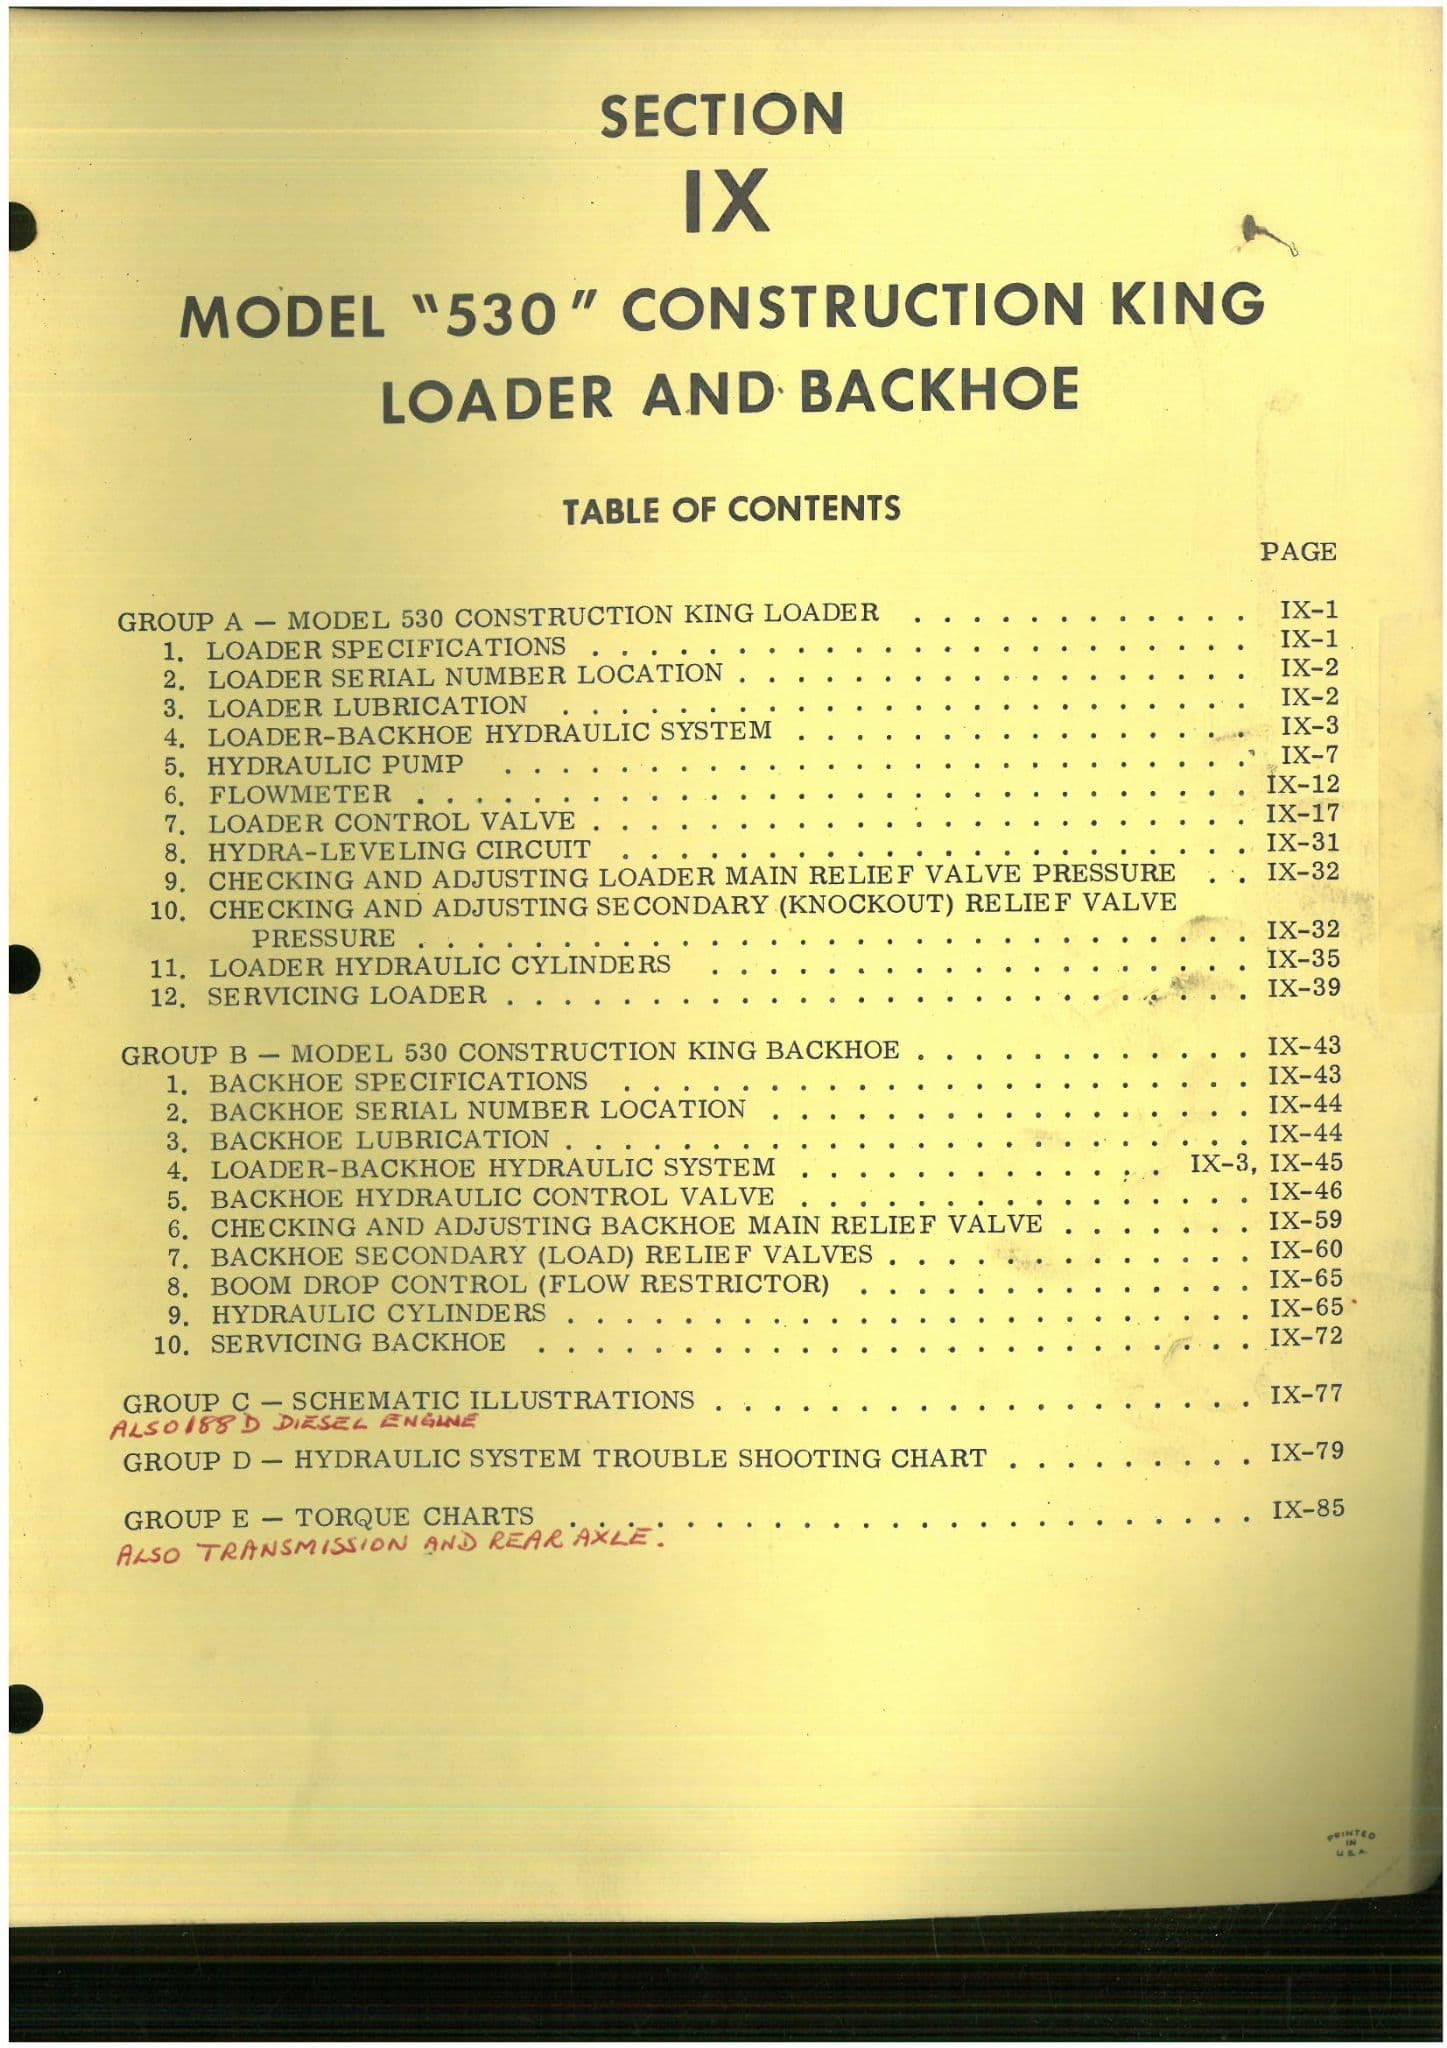 SECTION
IX
MODEL "530" CONSTRUCTION KING
LOADER AND BACKHOE
TABLE OF CONTENTS
PAGE
GROUP A — MODEL 530 CONSTRUCTION KING LOADER . . . . . . . . . . . . IX-1
1. LOADER SPECIFICATIONS . . . . . . . . . . . . . . . . . . . . . . . IX-1
2. LOADER SERIAL NUMBER LOCATION . . . . . . . . . . . . . . . . . . IX-2
3. LOADER LUBRICATION . . . . . . . . . . . . . . . . . . . . . . . . IX-2
4. LOADER-BACKHOE HYDRAULIC SYSTEM . . . . . . . . . . . . . . . . IX-3
5. HYDRAULIC PUMP . . . . . . . . . . . . . . . . . . . . . . . . . . IX-7
6. FLOWMETER . . . . . . . . . . . . . . . . . . . . . . . . . . . . . IX-12
7. LOADER CONTROL VALVE . . . . . . . . . . . . . . . . . . . . . . . IX-17
8. HYDRA-LEVELING CIRCUIT . . . . . . . . . . . . . . . . . . . . . . IX-31
9. CHECKING AND ADJUSTING LOADER MAIN RELIEF VALVE PRESSURE . . IX-32
10. CHECKING AND ADJUSTING SECONDARY (KNOCKOUT) RELIEF VALVE
PRESSURE . . . . . . . . . . . . . . . . . . . . . . . . . . . . . IX-32
11. LOADER HYDRAULIC CYLINDERS . . . . . . . . . . . . . . . . . . . IX-35
12. SERVICING LOADER . . . . . . . . . . . . . . . . . . . . . . . . . . IX-39
GROUP B — MODEL 530 CONSTRUCTION KING BACKHOE . . . . . . . . . . . . IX-43
1. BACKHOE SPECIFICATIONS . . . . . . . . . . . . . . . . . . . . . . IX-43
2. BACKHOE SERIAL NUMBER LOCATION . . . . . . . . . . . . . . . . . IX-44
3. BACKHOE LUBRICATION . . . . . . . . . . . . . . . . . . . . . . . . IX-44
4. LOADER-BACKHOE HYDRAULIC SYSTEM . . . . . . . . . . . . . IX-3, IX-45
5. BACKHOE HYDRAULIC CONTROL VALVE . . . . . . . . . . . . . . . . IX-46
6. CHECKING AND ADJUSTING BACKHOE MAIN RELIEF VALVE . . . . . . . IX-59
7. BACKHOE SECONDARY (LOAD) RELIEF VALVES . . . . . . . . . . . . . IX-60
8. BOOM DROP CONTROL (FLOW RESTRICTOR) . . . . . . . . . . . . . . IX-65
9. HYDRAULIC CYLINDERS . . . . . . . . . . . . . . . . . . . . . . . . IX-65
10. SERVICING BACKHOE . . . . . . . . . . . . . . . . . . . . . . . . . IX-72
GROUP C — SCHEMATIC ILLUSTRATIONS . . . . . . . . . . . . . . . . . . . IX-77
ALSO 188 D DIESEL ENGINE
GROUP D — HYDRAULIC SYSTEM TROUBLE SHOOTING CHART . . . . . . . . . IX-79
GROUP E — TORQUE CHARTS . . . . . . . . . . . . . . . . . . . . . . . . IX-85
ALSO TRANSMISSION AND REAR AXLE.
PRINTED
IN
U.S.A.